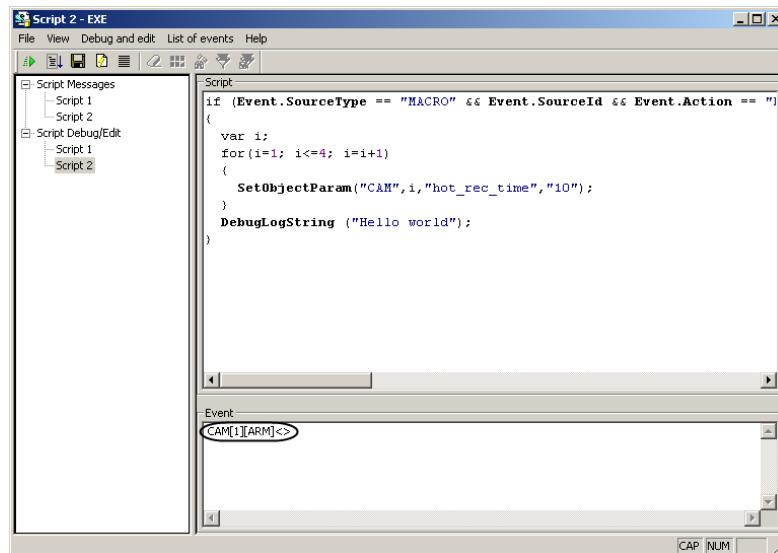 Script 2 - EXE
File View Debug and edit List of events Help
Script Messages
Script 1
Script 2
Script Debug/Edit
Script 1
Script 2
Script
if (Event.SourceType == "MACRO" && Event.SourceId && Event.Action == "
{
var i;
for(i=1; i<=4; i=i+1)
{
SetObjectParam("CAM",i,"hot_rec_time","10");
}
DebugLogString ("Hello world");
}
Event
CAM[1][ARM]<>
CAP NUM